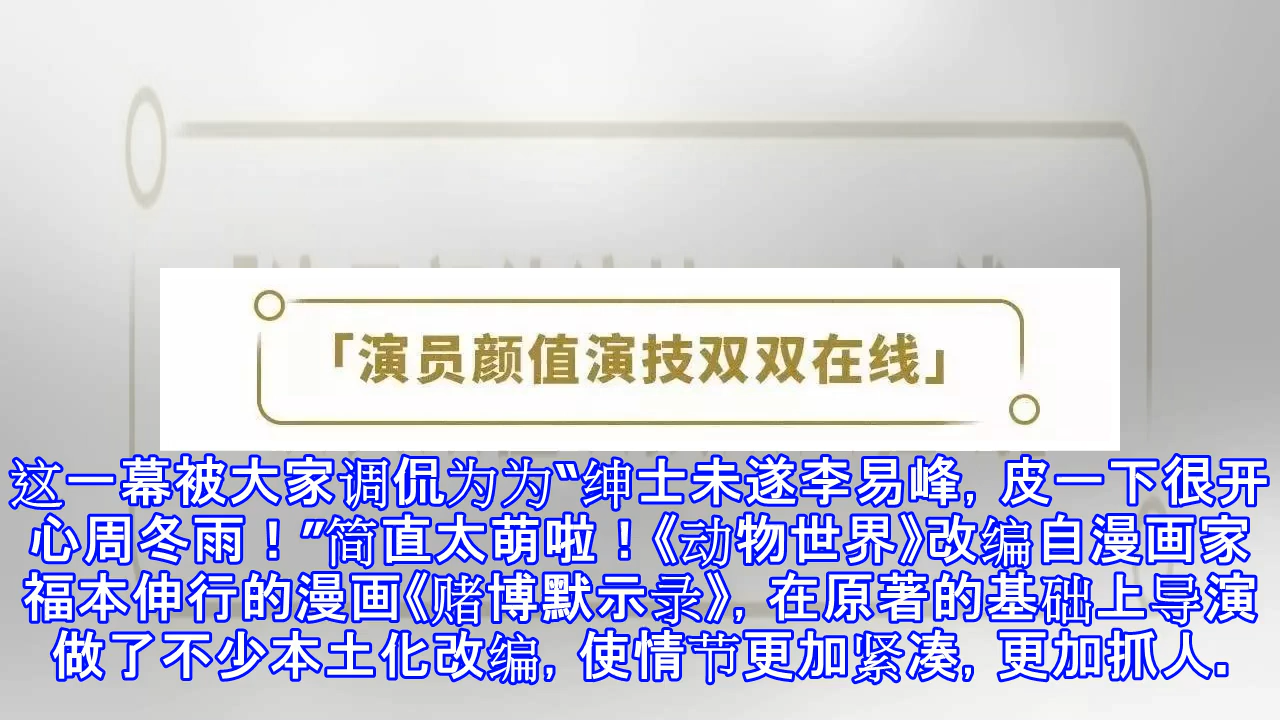 「演员颜值演技双双在线」
这一幕被大家调侃为为“绅士未遂李易峰, 皮一下很开
心周冬雨！”简直太萌啦！《动物世界》改编自漫画家
福本伸行的漫画《赌博默示录》, 在原著的基础上导演
做了不少本土化改编, 使情节更加紧凑, 更加抓人.